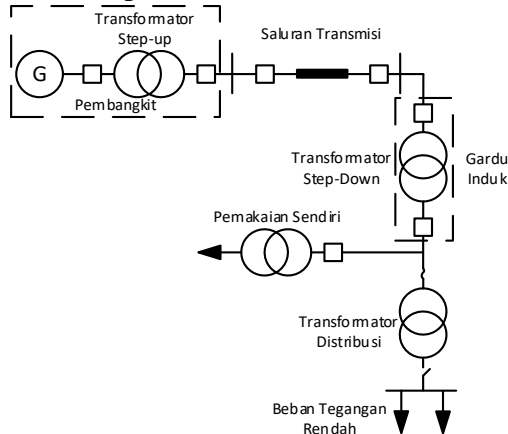 Transformator
Step-up
Saluran Transmisi
G
Pembangkit
Transformator
Step-Down
Gardu
Induk
Pemakaian Sendiri
Transformator
Distribusi
Beban Tegangan
Rendah